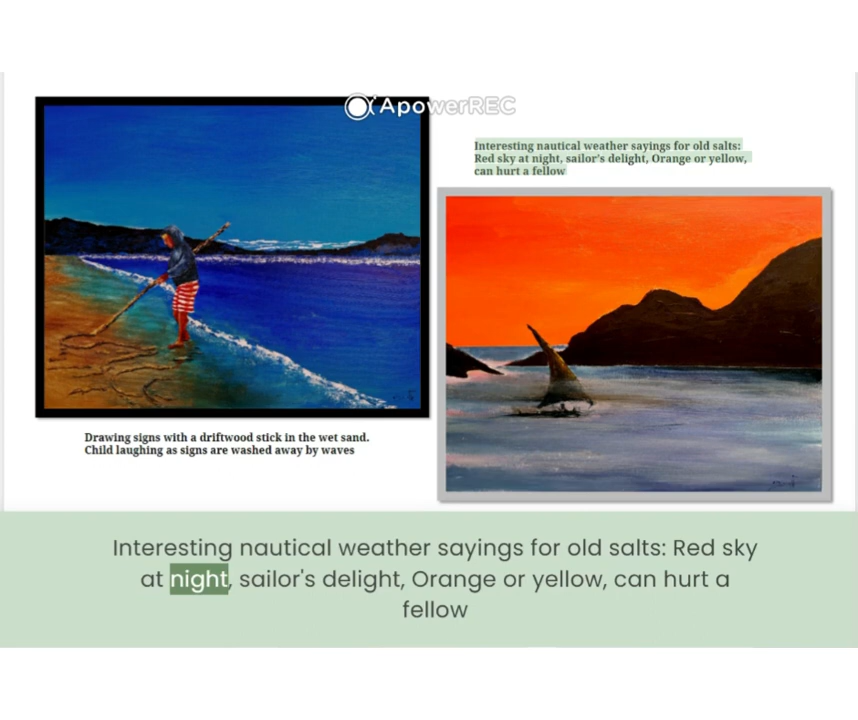 ApowerREC
Interesting nautical weather sayings for old salts:
Red sky at night, sailor's delight, Orange or yellow,
can hurt a fellow
Drawing signs with a driftwood stick in the wet sand.
Child laughing as signs are washed away by waves
Interesting nautical weather sayings for old salts: Red sky
at night, sailor's delight, Orange or yellow, can hurt a
fellow